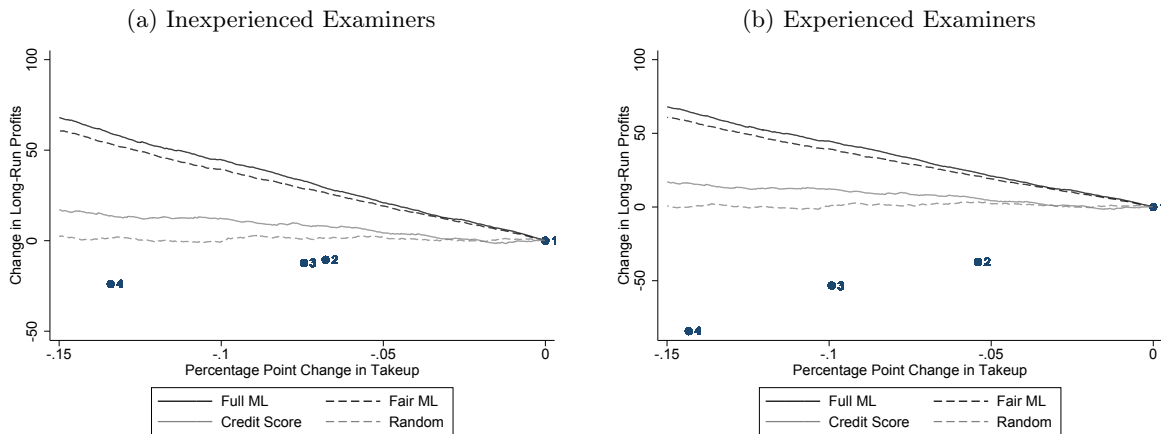 (a) Inexperienced Examiners
Change in Long-Run Profits
100
50
0
-50
1
2
3
4
-.15
-.1
-.05
0
Percentage Point Change in Takeup
Full ML
Fair ML
Credit Score
Random
(b) Experienced Examiners
Change in Long-Run Profits
100
50
0
-50
2
3
4
-.15
-.1
-.05
0
Percentage Point Change in Takeup
Full ML
Fair ML
Credit Score
Random